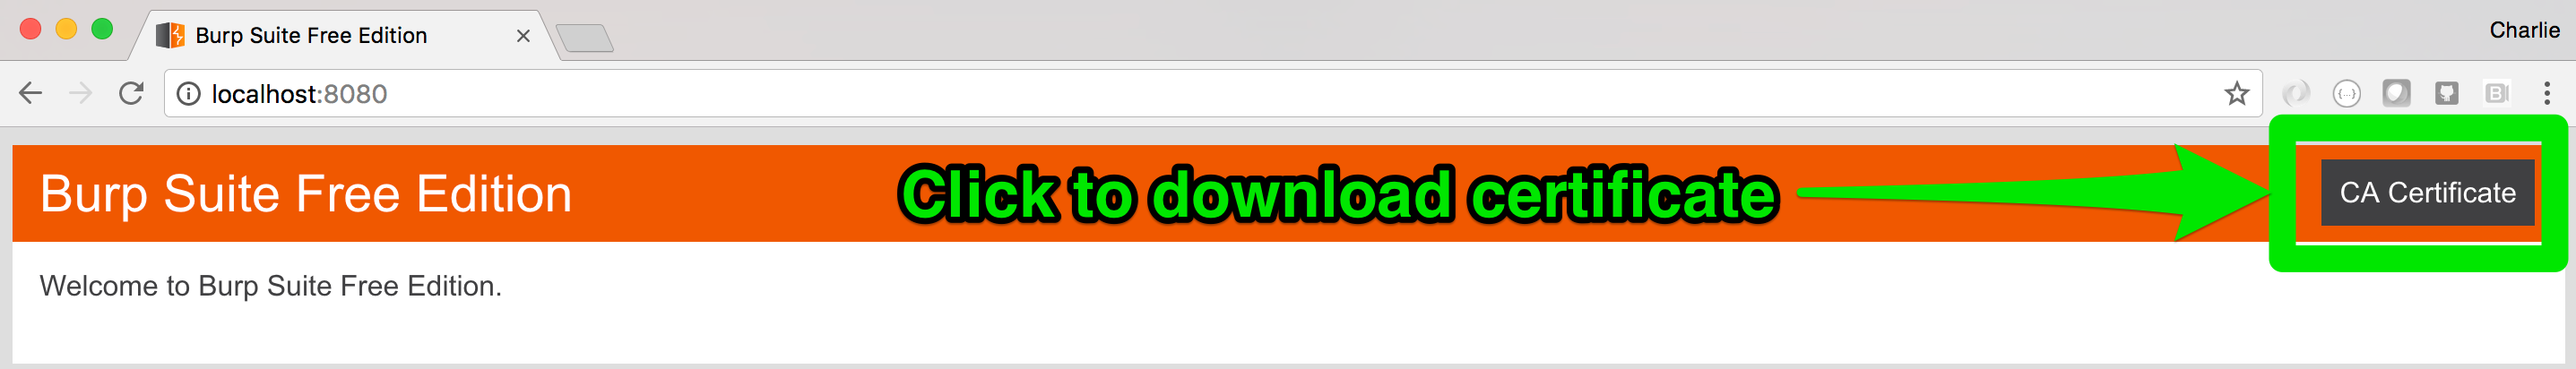 Burp Suite Free Edition
Charlie
localhost:8080
Burp Suite Free Edition
Click to download certificate
CA Certificate
Welcome to Burp Suite Free Edition.